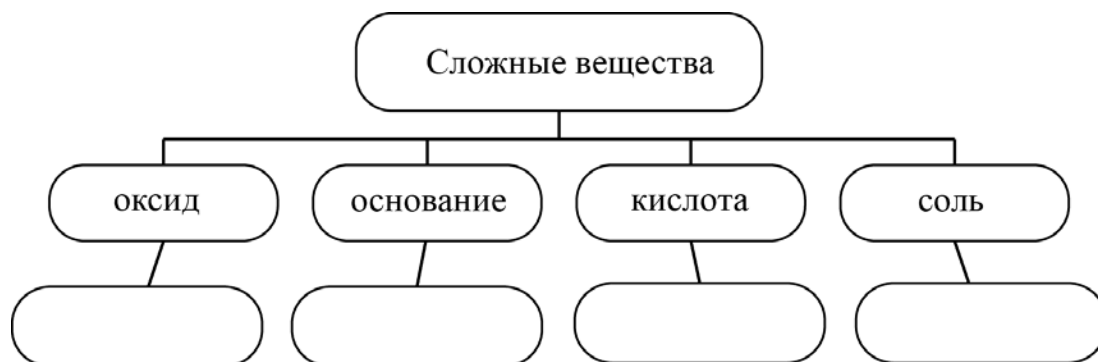 Сложные вещества
оксид
основание
кислота
соль